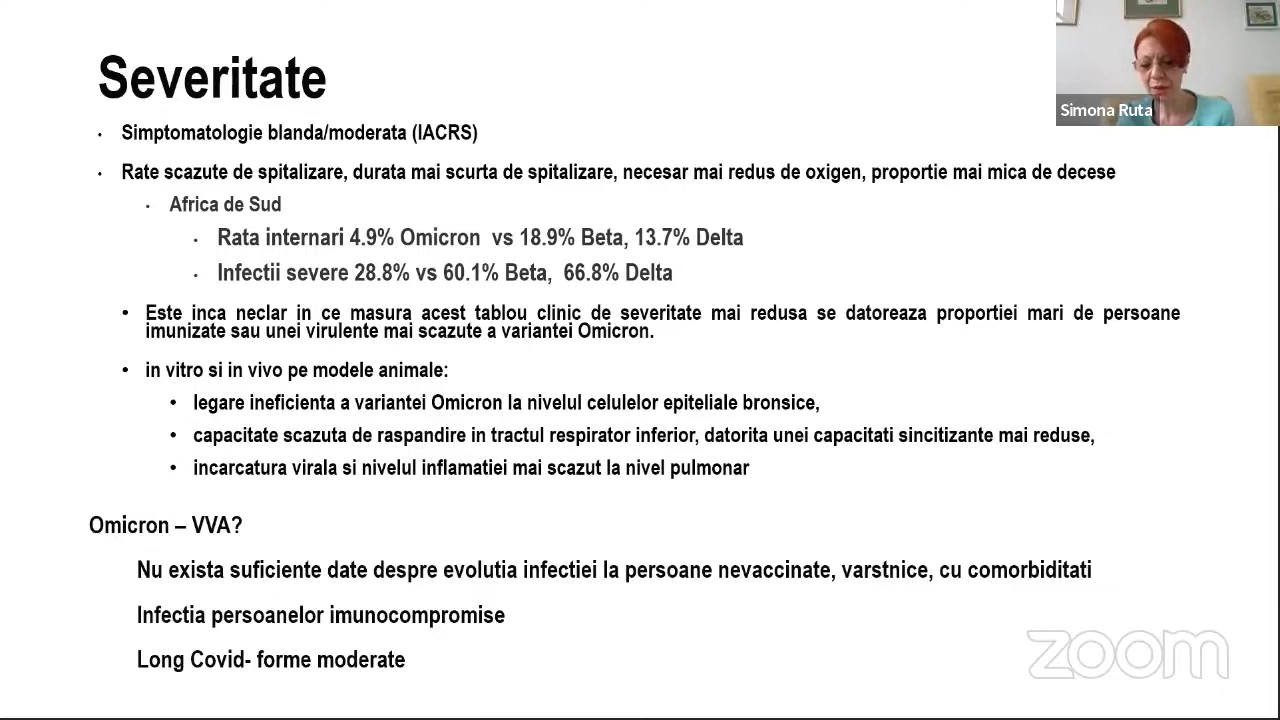 Severitate
Simona Ruta
• Simptomatologie blanda/moderata (IACRS)
• Rate scazute de spitalizare, durata mai scurta de spitalizare, necesar mai redus de oxigen, proportie mai mica de decese
• Africa de Sud
• Rata internari 4.9% Omicron vs 18.9% Beta, 13.7% Delta
• Infectii severe 28.8% vs 60.1% Beta, 66.8% Delta
• Este inca neclar in ce masura acest tablou clinic de severitate mai redusa se datoreaza proportiei mari de persoane
imunizate sau unei virulente mai scazute a variantei Omicron.
• in vitro si in vivo pe modele animale:
• legare ineficienta a variantei Omicron la nivelul celulelor epiteliale bronsice,
• capacitate scazuta de raspandire in tractul respirator inferior, datorita unei capacitati sincitizante mai reduse,
• incarcatura virala si nivelul inflamatiei mai scazut la nivel pulmonar
Omicron – VVA?
Nu exista suficiente date despre evolutia infectiei la persoane nevaccinate, varstnice, cu comorbiditati
Infectia persoanelor imunocompromise
Long Covid- forme moderate
zoom